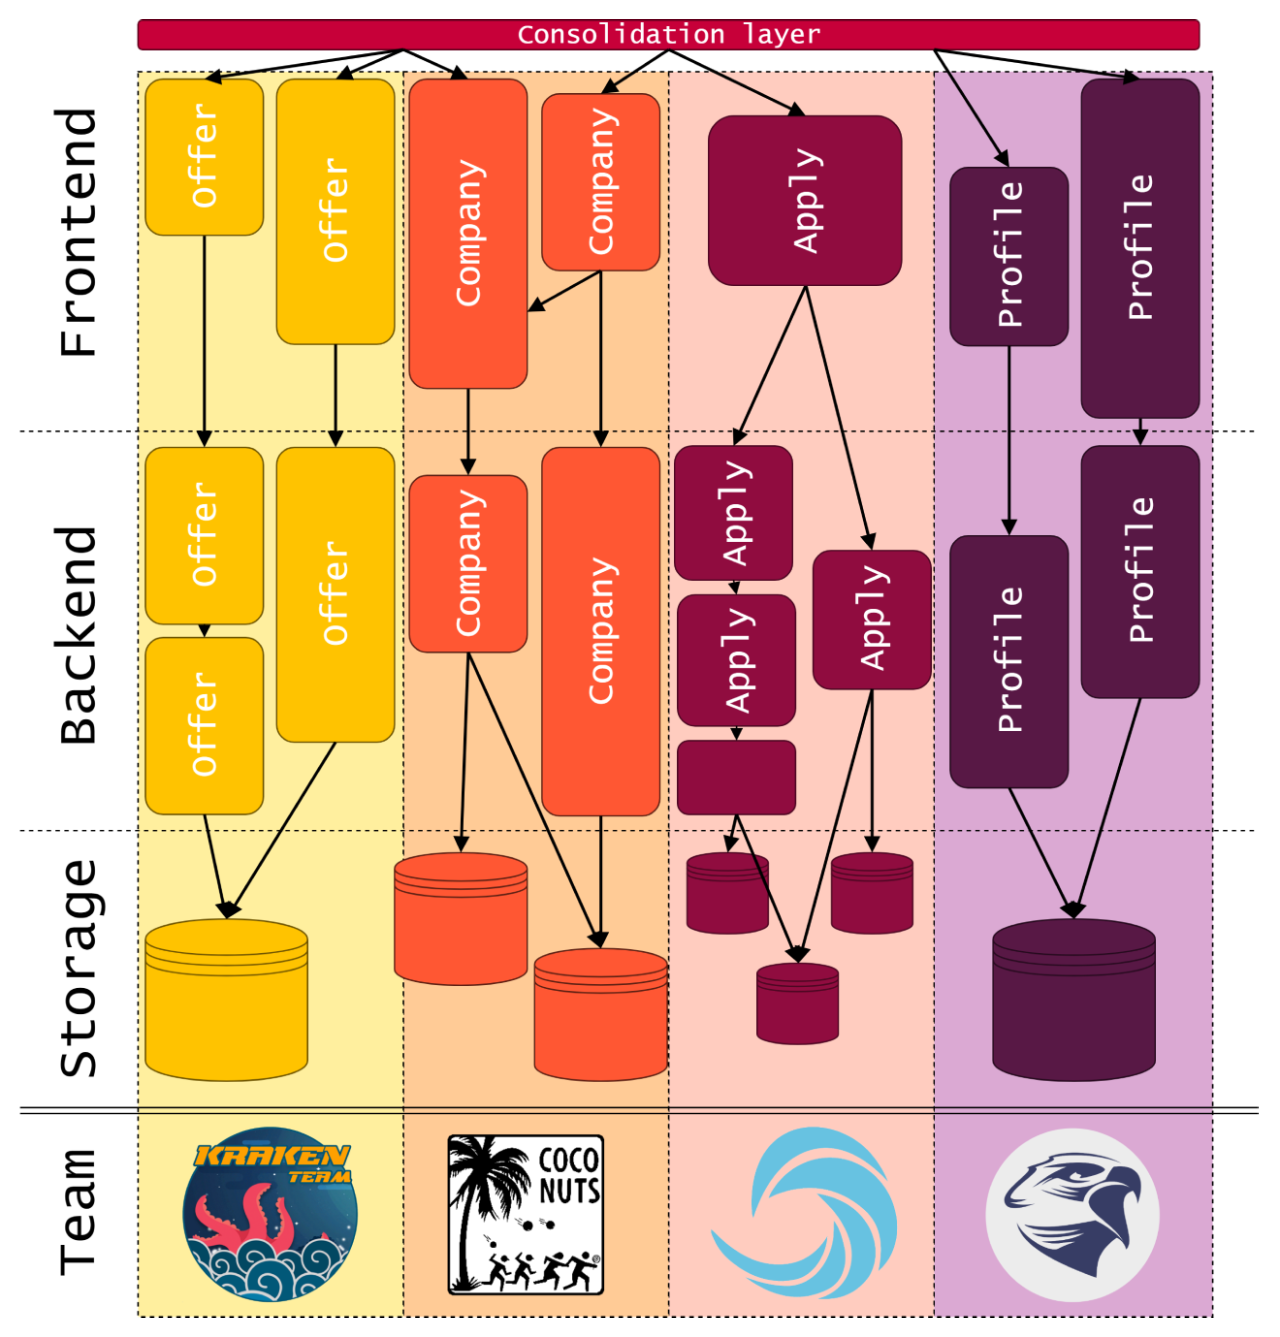 Consolidation layer
Frontend
Offer
Offer
Company
Company
Apply
Profile
Profile
Backend
Offer
Offer
Offer
Company
Company
Apply
Apply
Apply
Profile
Profile
Storage
Team
KRAKEN
TEAM
COCO
NUTS
®